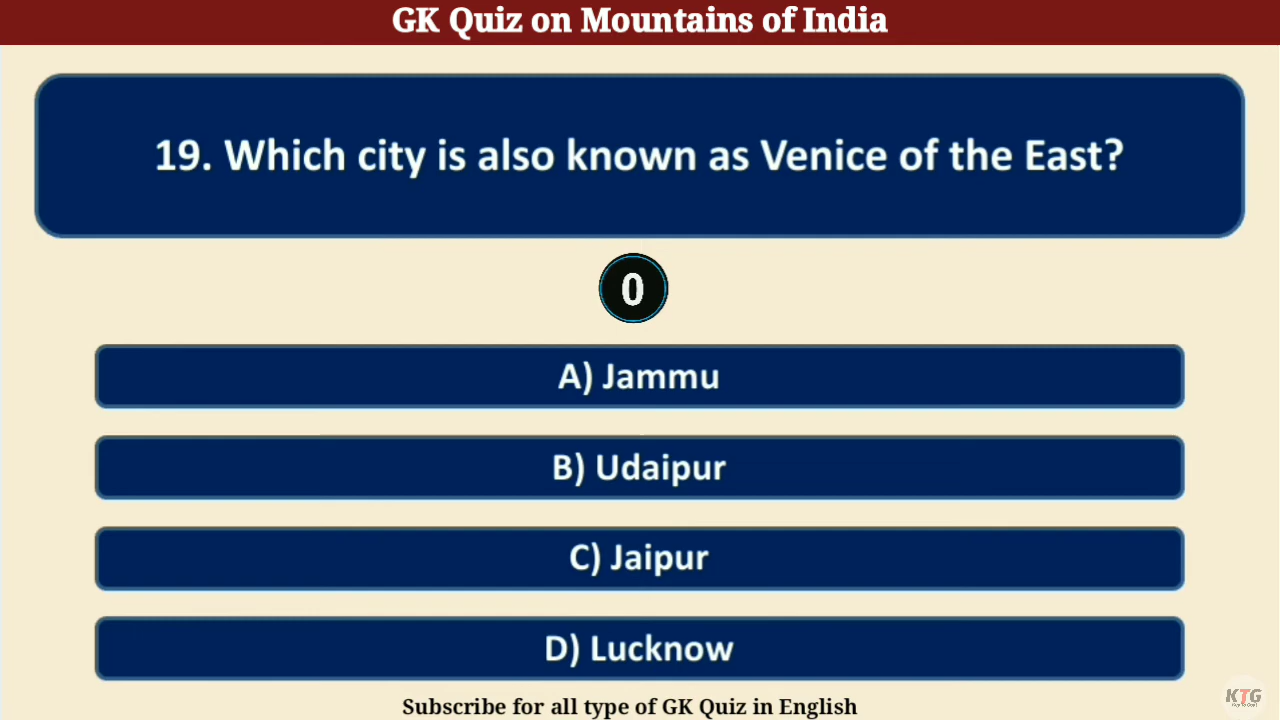 GK Quiz on Mountains of India
19. Which city is also known as Venice of the East?
0
A) Jammu
B) Udaipur
C) Jaipur
D) Lucknow
Subscribe for all type of GK Quiz in English
KTG